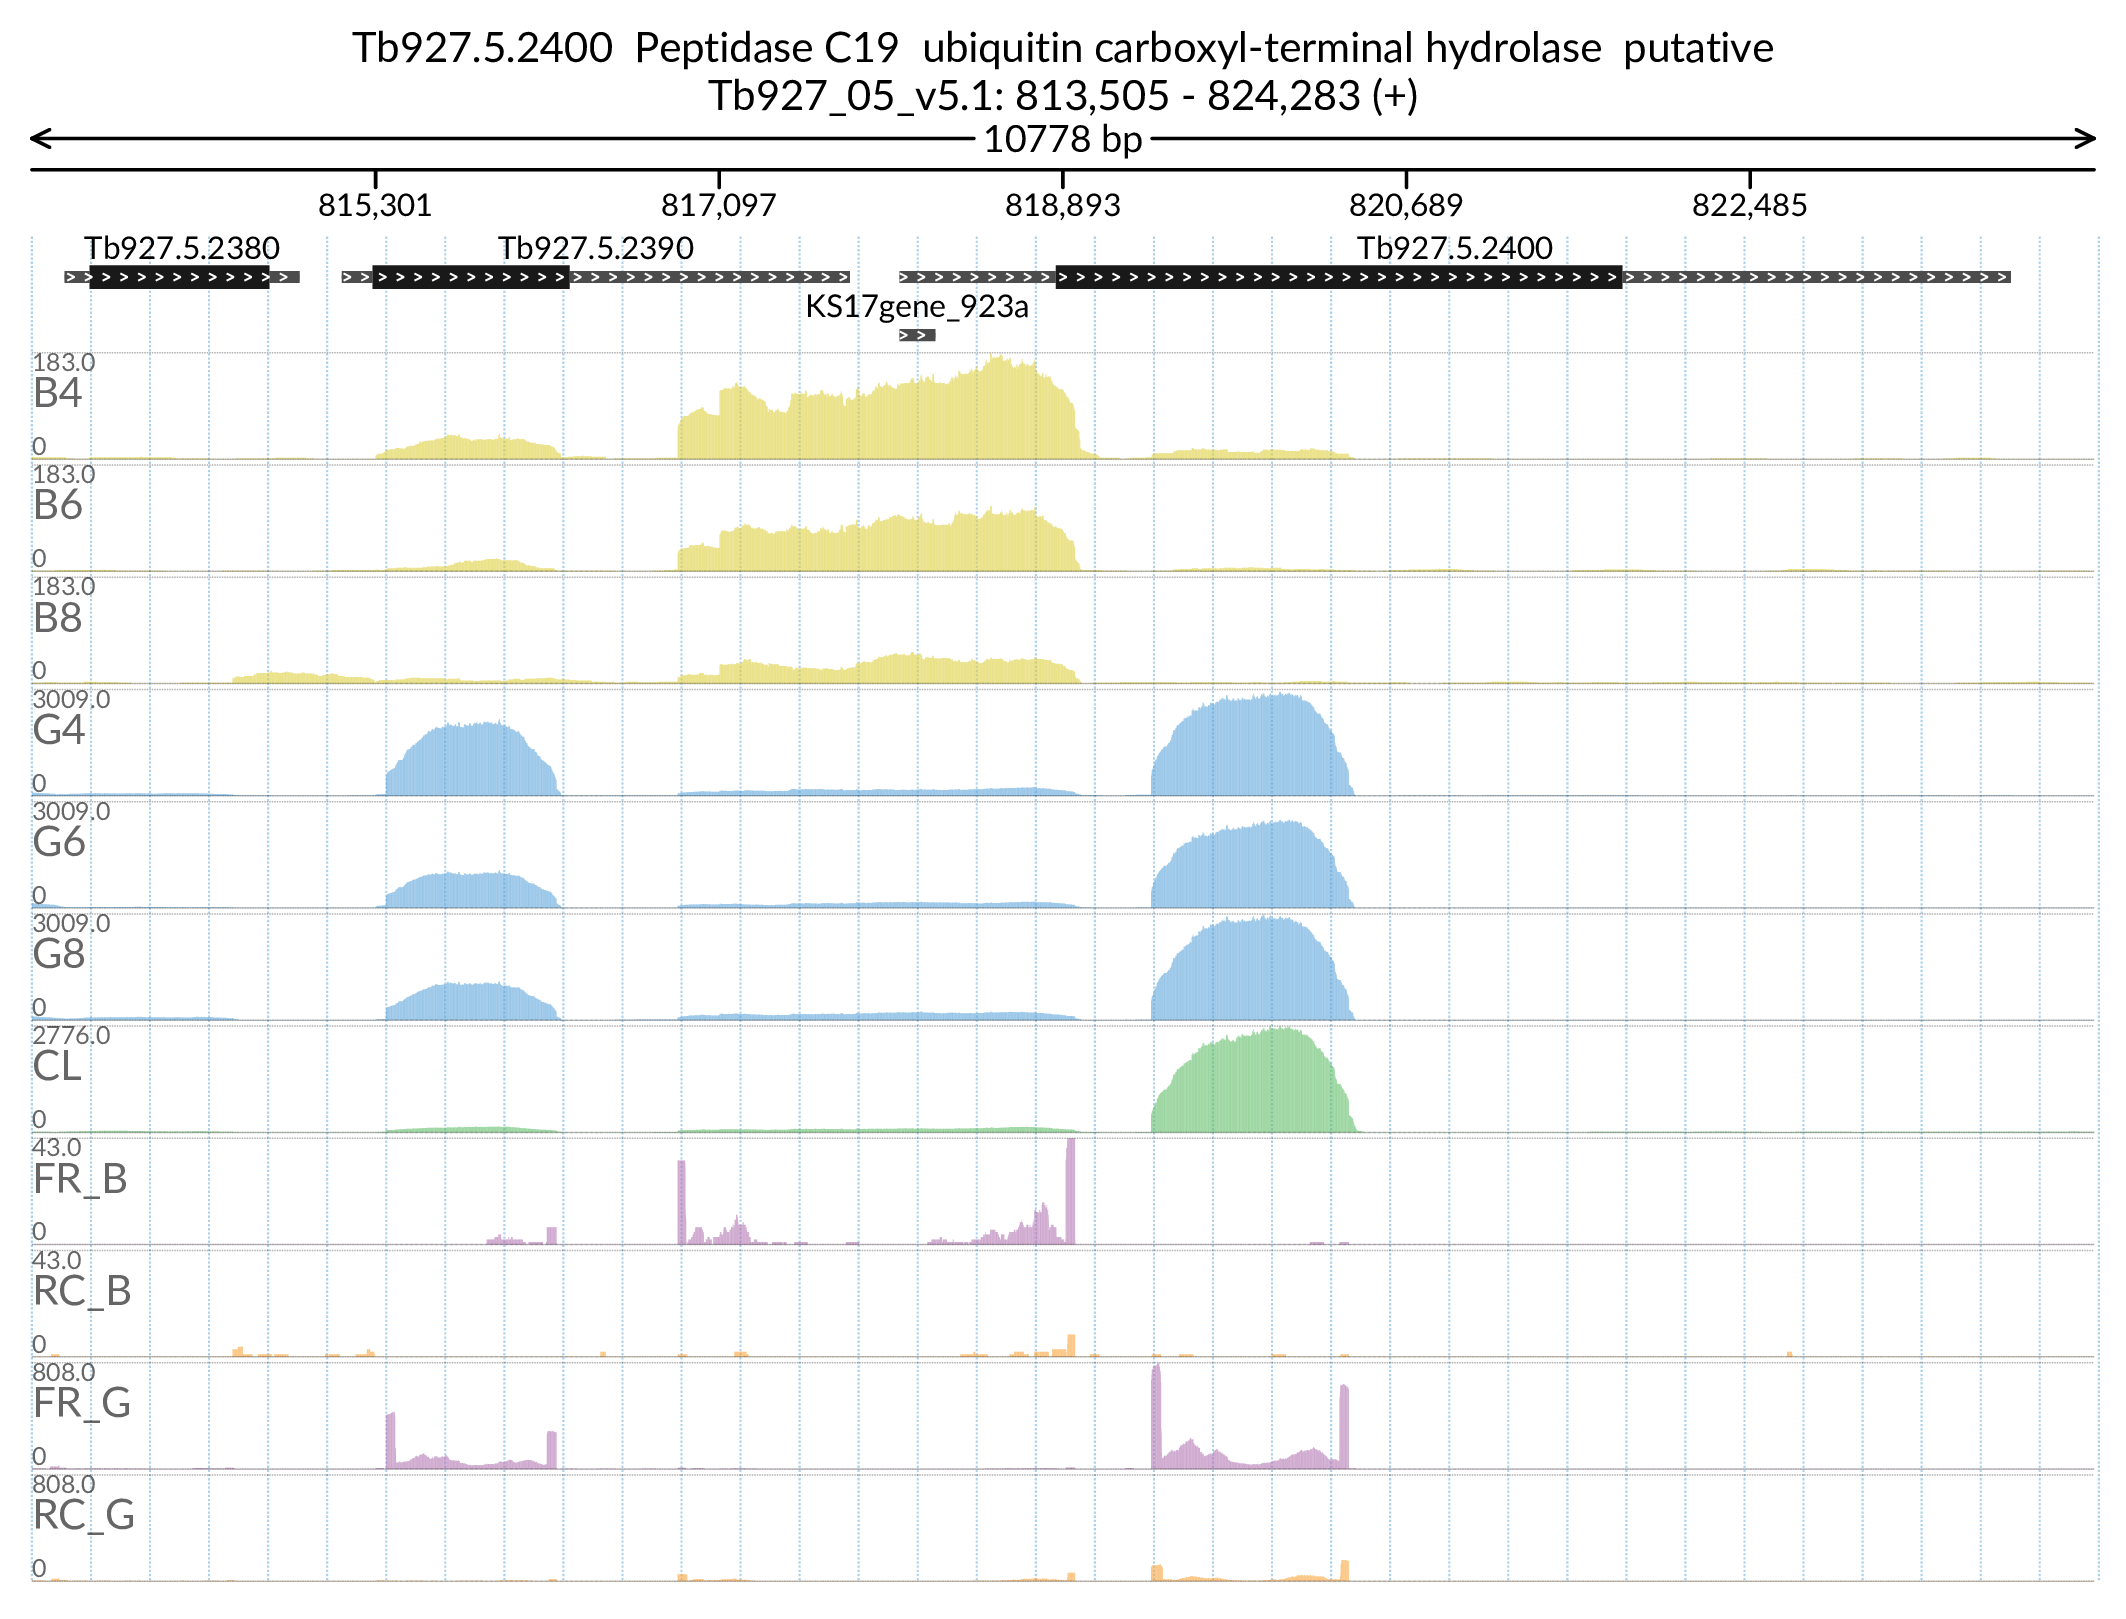 Tb927.5.2400  Peptidase C19  ubiquitin carboxyl-terminal hydrolase  putative
Tb927_05_v5.1: 813,505 - 824,283 (+)
10778 bp
815,301 817,097 818,893 820,689 822,485
Tb927.5.2380 Tb927.5.2390 Tb927.5.2400
KS17gene_923a
183.0
B4
0
183.0
B6
0
183.0
B8
0
3009.0
G4
0
3009.0
G6
0
3009.0
G8
0
2776.0
CL
0
43.0
FR_B
0
43.0
RC_B
0
808.0
FR_G
0
808.0
RC_G
0